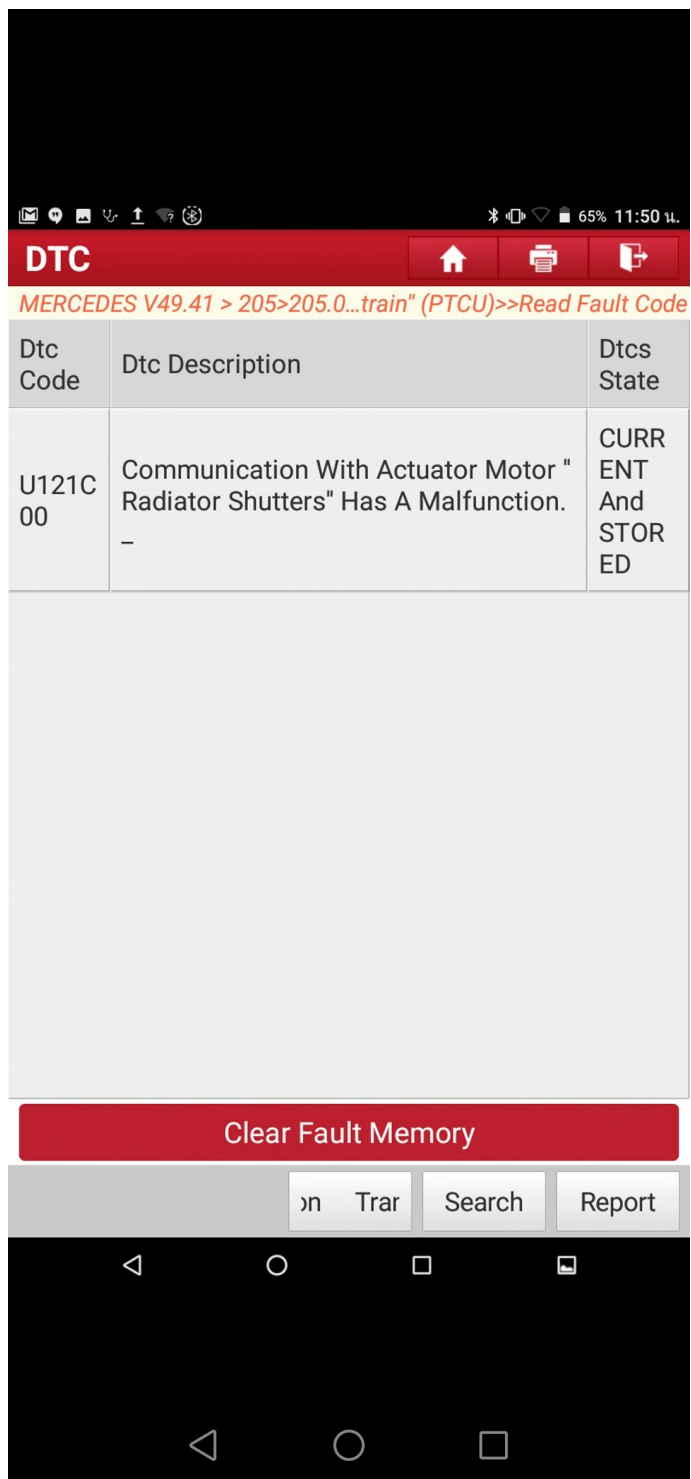 65% 11:50 น.
DTC
MERCEDES V49.41 > 205>205.0...train" (PTCU)>>Read Fault Code
Dtc
Code
Dtc Description
Dtcs
State
U121C
00
Communication With Actuator Motor "
Radiator Shutters" Has A Malfunction.
_
CURR
ENT
And
STOR
ED
Clear Fault Memory
on Trar Search Report